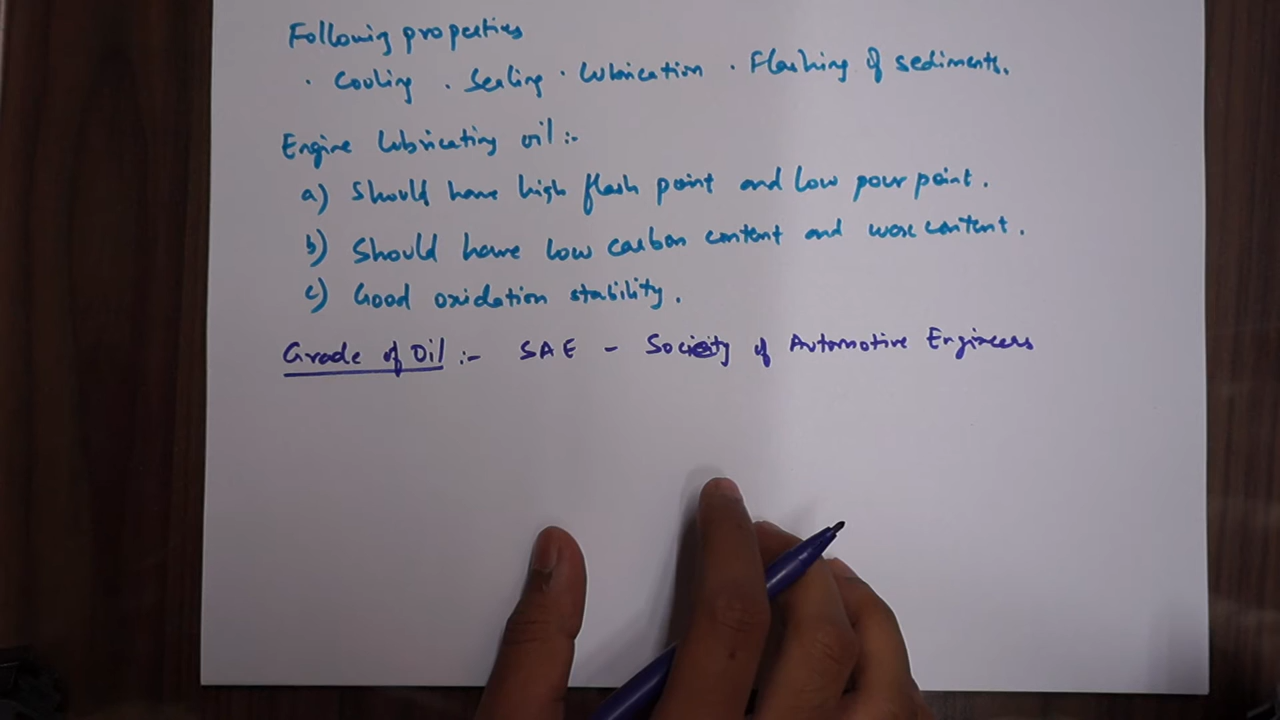 Following properties
· Cooling · Sealing · Lubrication · Flashing of sediments.
Engine lubricating oil :-
a) Should have high flash point and low pour point.
b) Should have low carbon content and wax content.
c) Good oxidation stability.
Grade of Oil :- SAE - Society of Automotive Engineers